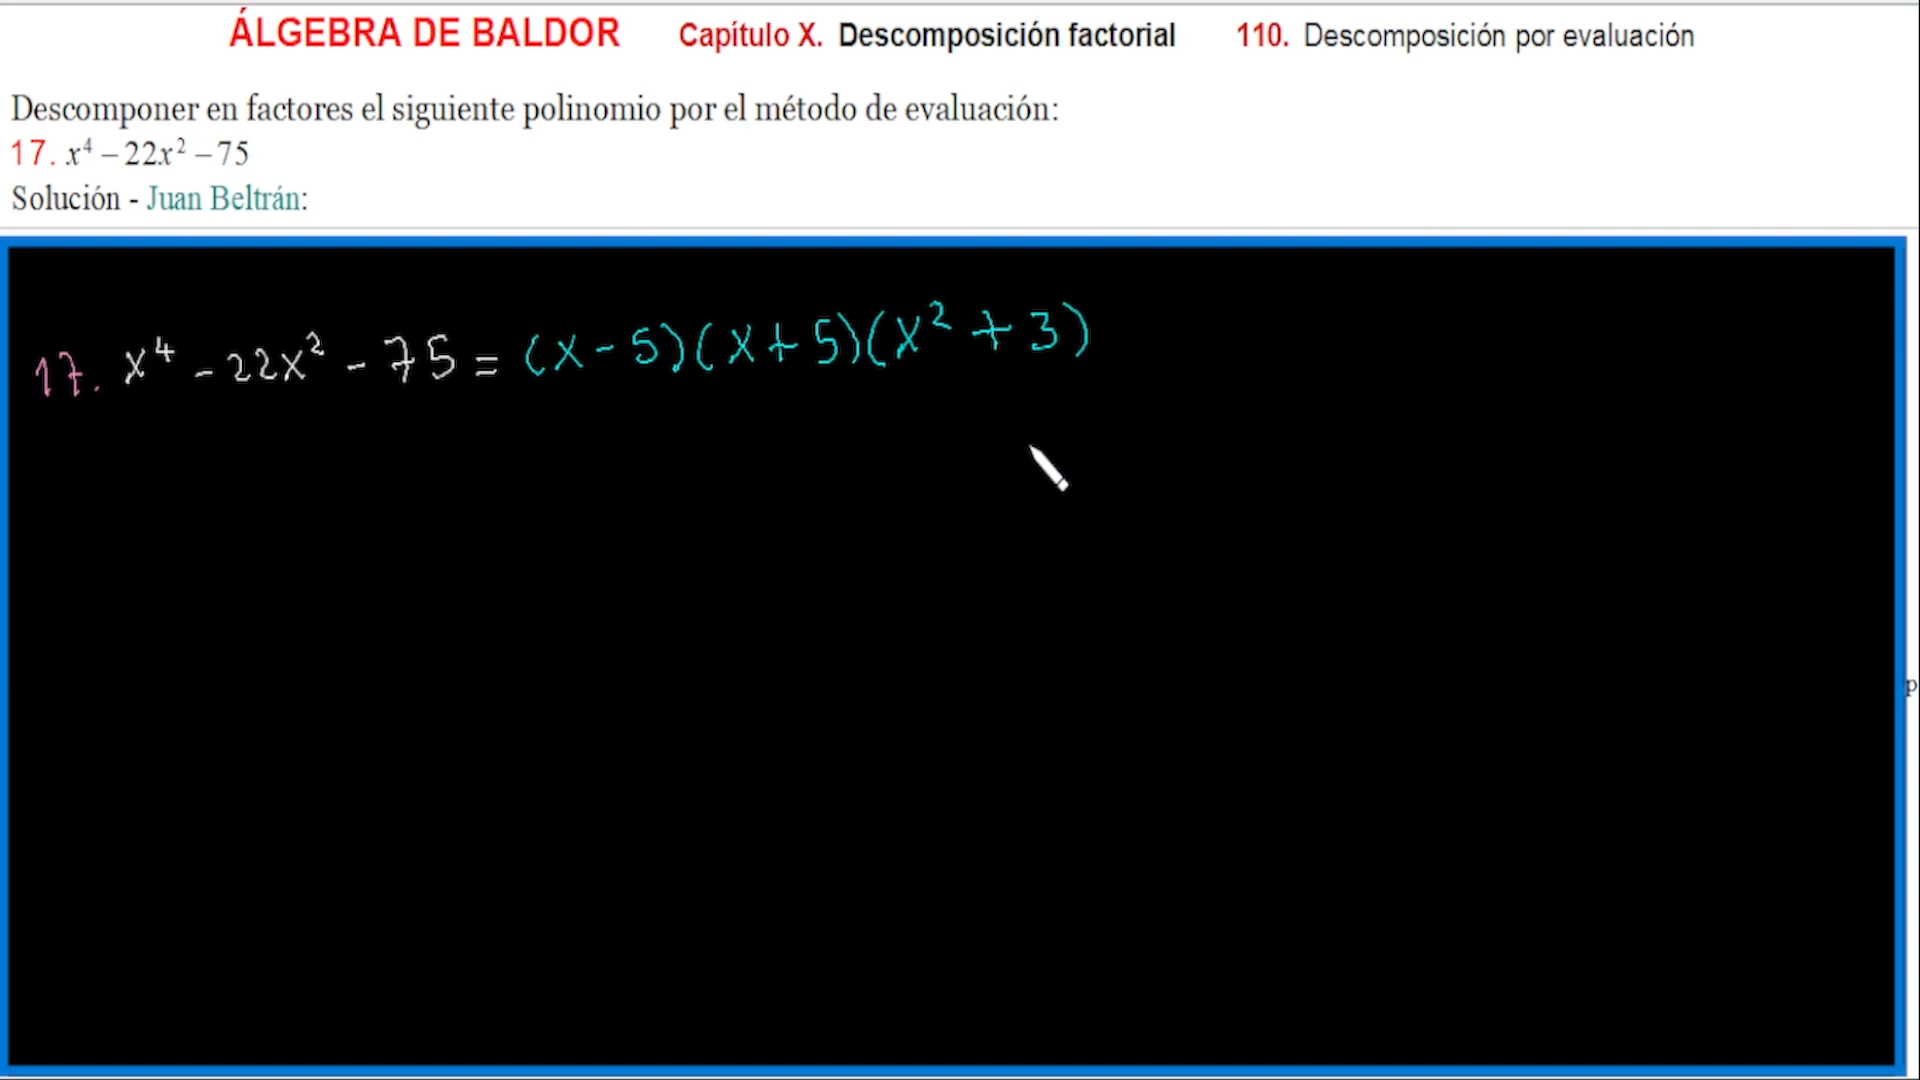 ÁLGEBRA DE BALDOR Capítulo X. Descomposición factorial 110. Descomposición por evaluación
Descomponer en factores el siguiente polinomio por el método de evaluación:
17. x⁴ – 22x² – 75
Solución - Juan Beltrán:
17. x⁴ - 22x² - 75 = (x - 5)(x + 5)(x² + 3)
p